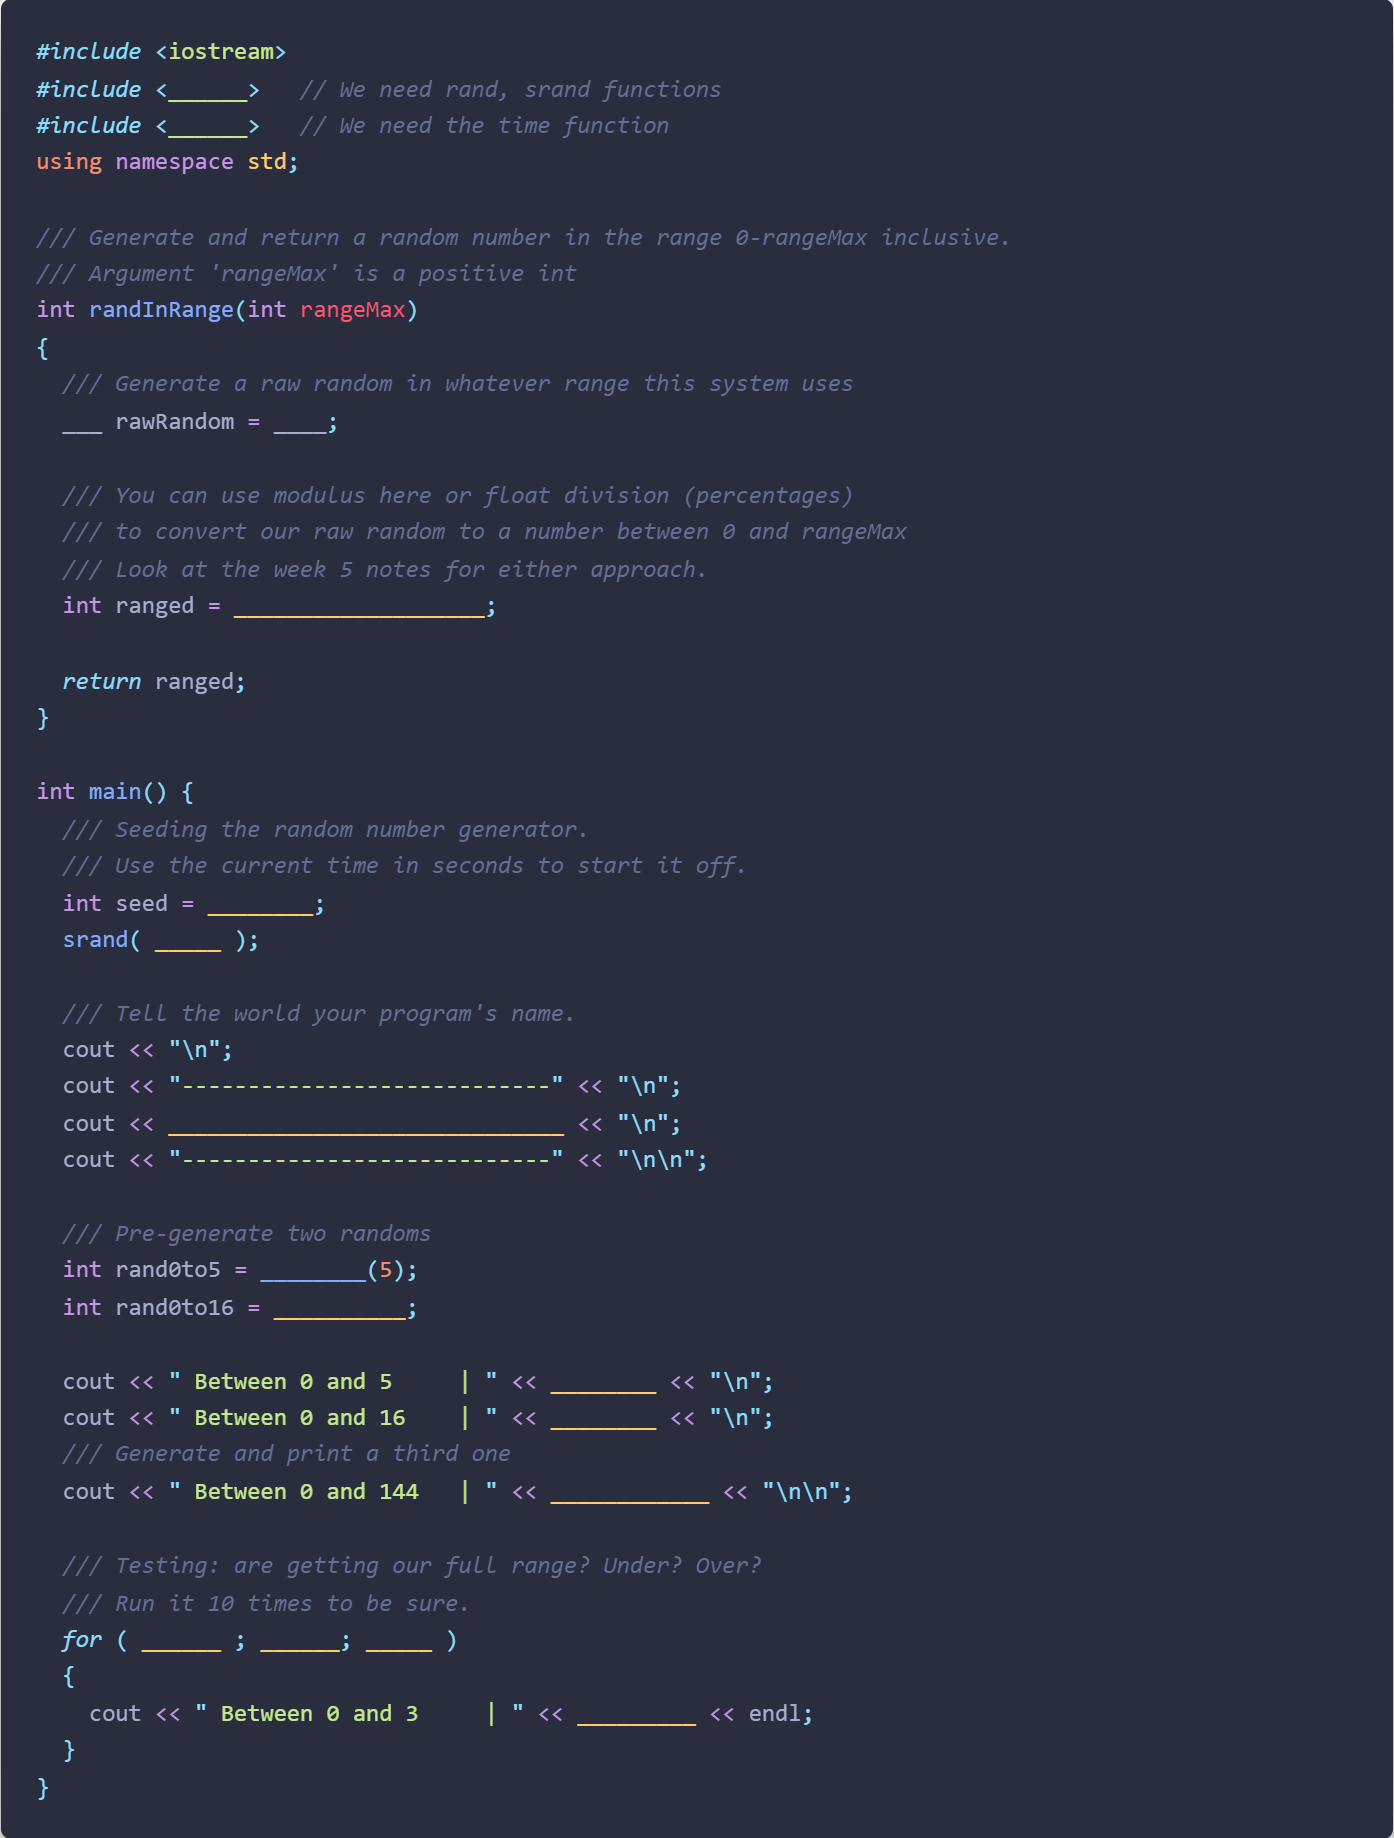 #include <iostream>
#include <______>   // We need rand, srand functions
#include <______>   // We need the time function
using namespace std;

/// Generate and return a random number in the range 0-rangeMax inclusive.
/// Argument 'rangeMax' is a positive int
int randInRange(int rangeMax)
{
  /// Generate a raw random in whatever range this system uses
  ___ rawRandom = ____;

  /// You can use modulus here or float division (percentages)
  /// to convert our raw random to a number between 0 and rangeMax
  /// Look at the week 5 notes for either approach.
  int ranged = ___________________;

  return ranged;
}

int main() {
  /// Seeding the random number generator.
  /// Use the current time in seconds to start it off.
  int seed = ________;
  srand( _____ );

  /// Tell the world your program's name.
  cout << "\n";
  cout << "----------------------------" << "\n";
  cout << ______________________________ << "\n";
  cout << "----------------------------" << "\n\n";

  /// Pre-generate two randoms
  int rand0to5 = ________(5);
  int rand0to16 = __________;

  cout << " Between 0 and 5     | " << ________ << "\n";
  cout << " Between 0 and 16    | " << ________ << "\n";
  /// Generate and print a third one
  cout << " Between 0 and 144   | " << ____________ << "\n\n";

  /// Testing: are getting our full range? Under? Over?
  /// Run it 10 times to be sure.
  for ( ______ ; ______; _____ )
  {
    cout << " Between 0 and 3     | " << _________ << endl;
  }
}